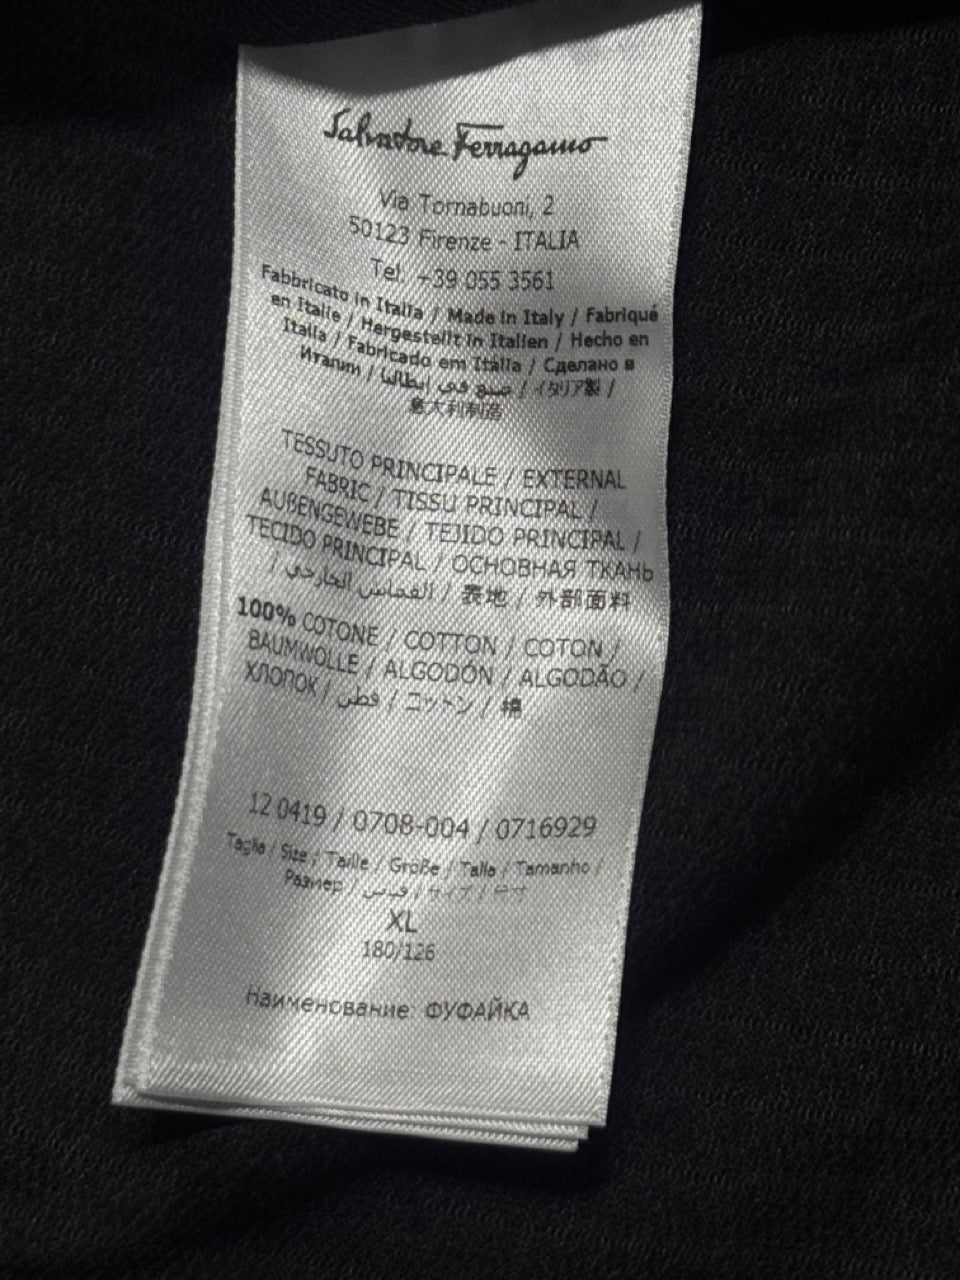 Salvatore Ferragamo
Via Tornabuoni, 2
50123 Firenze - ITALIA
Tel. +39 055 3561
Fabbricato in Italia / Made in Italy / Fabriqué
en Italie / Hergestellt in Italien / Hecho en
Italia / Fabricado em Itália / Сделано в
Италии / صنع في إيطاليا / イタリア製 /
意大利制造
TESSUTO PRINCIPALE / EXTERNAL
FABRIC / TISSU PRINCIPAL /
AUßENGEWEBE / TEJIDO PRINCIPAL /
TECIDO PRINCIPAL / ОСНОВНАЯ ТКАНЬ
/ القماش الخارجي / 表地 / 外部面料
100% COTONE / COTTON / COTON /
BAUMWOLLE / ALGODÓN / ALGODÃO /
ХЛОПОК / قطن / コットン / 棉
12 0419 / 0708-004 / 0716929
Taglia / Size / Taille / Größe / Talla / Tamanho /
Размер / قياس / サイズ /
XL
180/126
Наименование: ФУФАЙКА